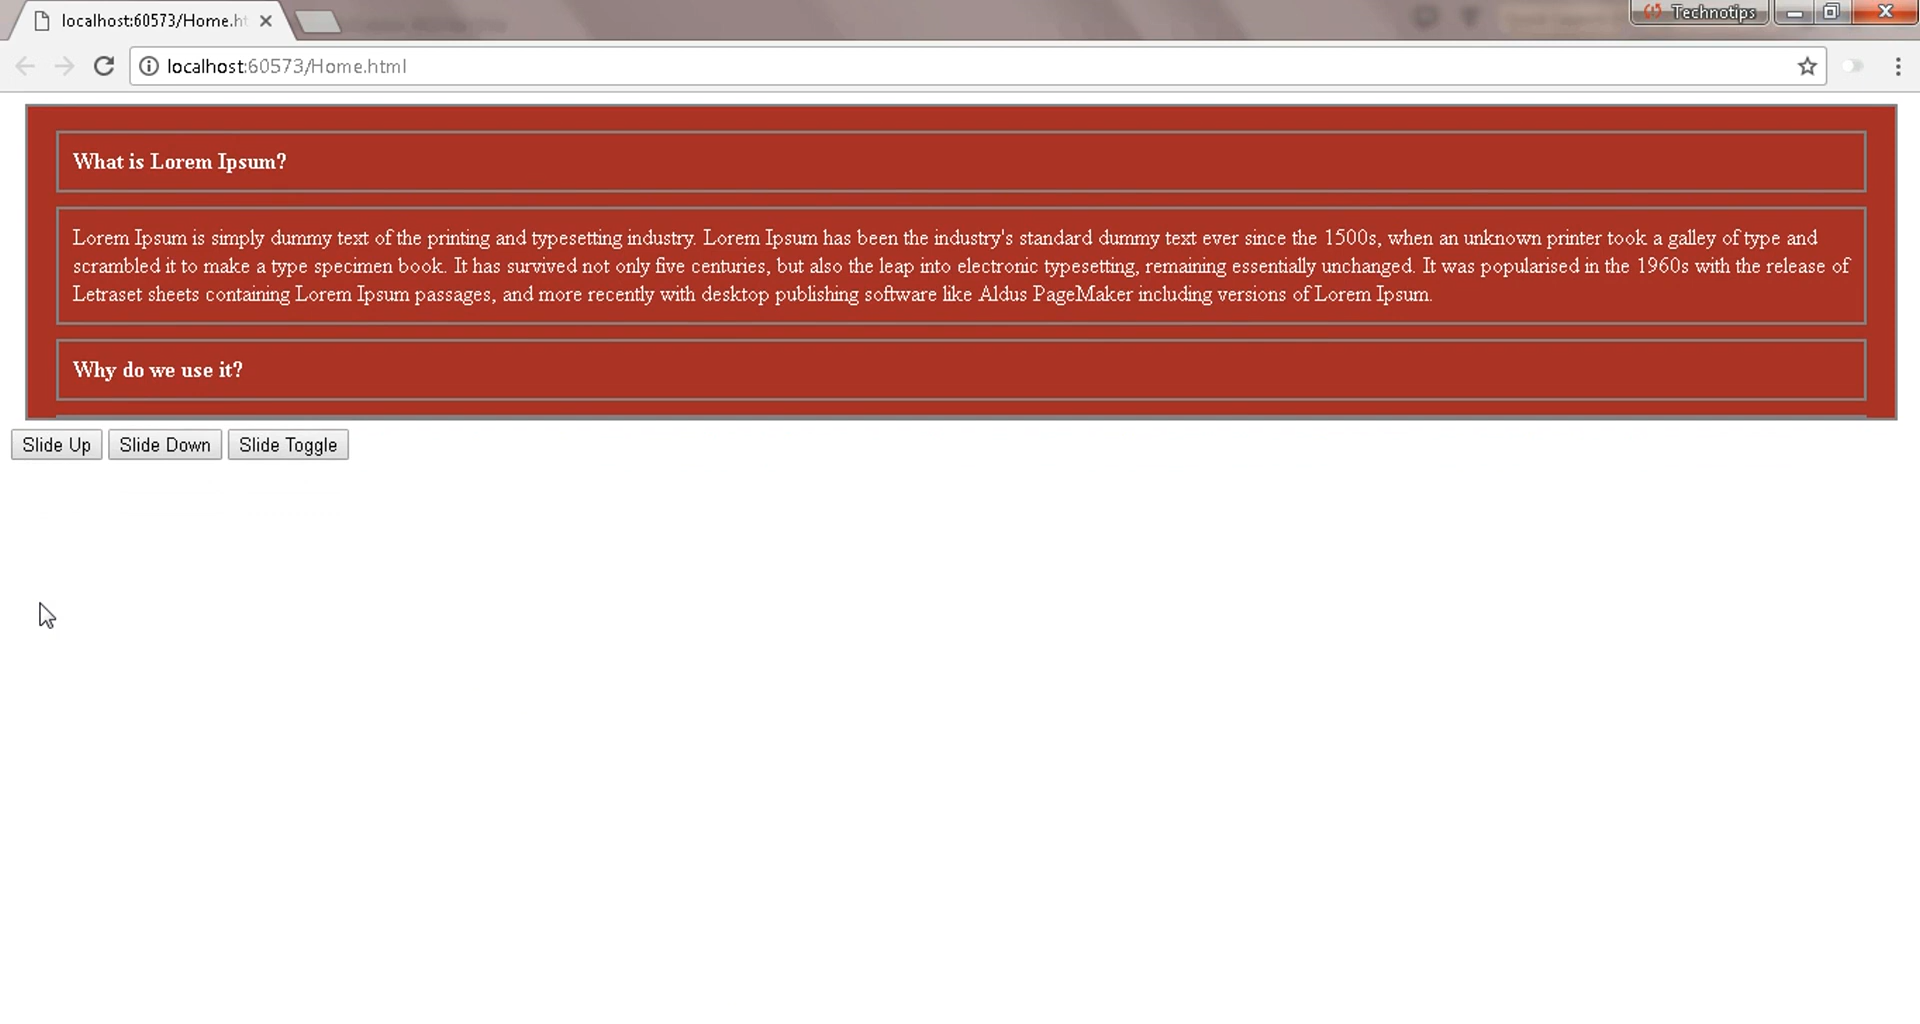 localhost:60573/Home.ht
Technotips
localhost:60573/Home.html
What is Lorem Ipsum?
Lorem Ipsum is simply dummy text of the printing and typesetting industry. Lorem Ipsum has been the industry's standard dummy text ever since the 1500s, when an unknown printer took a galley of type and
scrambled it to make a type specimen book. It has survived not only five centuries, but also the leap into electronic typesetting, remaining essentially unchanged. It was popularised in the 1960s with the release of
Letraset sheets containing Lorem Ipsum passages, and more recently with desktop publishing software like Aldus PageMaker including versions of Lorem Ipsum.
Why do we use it?
Slide Up Slide Down Slide Toggle